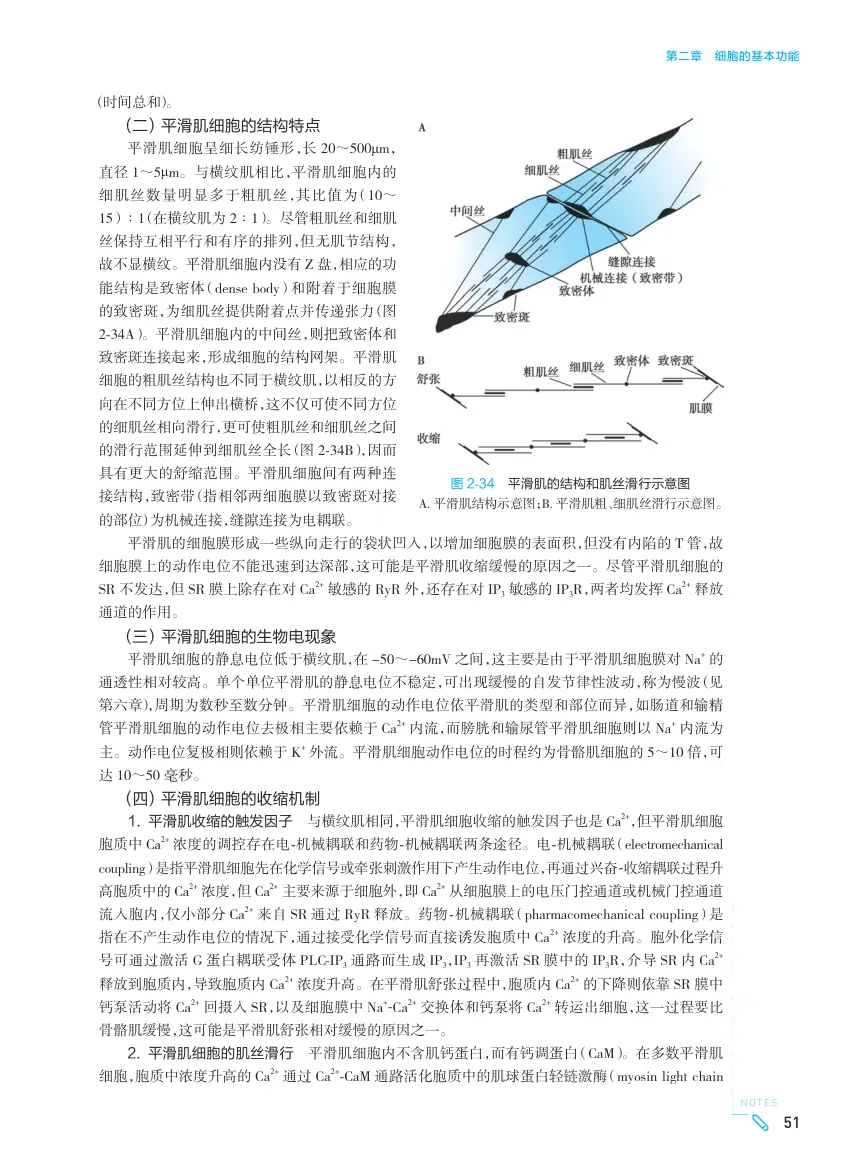 第二章 细胞的基本功能
(时间总和)。
(二) 平滑肌细胞的结构特点
平滑肌细胞呈细长纺锤形,长 20～500μm,
直径 1～5μm。与横纹肌相比,平滑肌细胞内的
细肌丝数量明显多于粗肌丝,其比值为(10～
15)∶1(在横纹肌为 2∶1)。尽管粗肌丝和细肌
丝保持互相平行和有序的排列,但无肌节结构,
故不显横纹。平滑肌细胞内没有 Z 盘,相应的功
能结构是致密体(dense body)和附着于细胞膜
的致密斑,为细肌丝提供附着点并传递张力(图
2-34A)。平滑肌细胞内的中间丝,则把致密体和
致密斑连接起来,形成细胞的结构网架。平滑肌
细胞的粗肌丝结构也不同于横纹肌,以相反的方
向在不同方位上伸出横桥,这不仅可使不同方位
的细肌丝相向滑行,更可使粗肌丝和细肌丝之间
的滑行范围延伸到细肌丝全长(图 2-34B),因而
具有更大的舒缩范围。平滑肌细胞间有两种连
接结构,致密带(指相邻两细胞膜以致密斑对接
的部位)为机械连接,缝隙连接为电耦联。
A
粗肌丝
细肌丝
中间丝
缝隙连接
机械连接(致密带)
致密体
致密斑
B
舒张
粗肌丝 细肌丝 致密体 致密斑
肌膜
收缩
图 2-34 平滑肌的结构和肌丝滑行示意图
A. 平滑肌结构示意图;B. 平滑肌粗、细肌丝滑行示意图。
平滑肌的细胞膜形成一些纵向走行的袋状凹入,以增加细胞膜的表面积,但没有内陷的 T 管,故
细胞膜上的动作电位不能迅速到达深部,这可能是平滑肌收缩缓慢的原因之一。尽管平滑肌细胞的
SR 不发达,但 SR 膜上除存在对 Ca²⁺ 敏感的 RyR 外,还存在对 IP₃ 敏感的 IP₃R,两者均发挥 Ca²⁺ 释放
通道的作用。
(三) 平滑肌细胞的生物电现象
平滑肌细胞的静息电位低于横纹肌,在 –50～–60mV 之间,这主要是由于平滑肌细胞膜对 Na⁺ 的
通透性相对较高。单个单位平滑肌的静息电位不稳定,可出现缓慢的自发节律性波动,称为慢波(见
第六章),周期为数秒至数分钟。平滑肌细胞的动作电位依平滑肌的类型和部位而异,如肠道和输精
管平滑肌细胞的动作电位去极相主要依赖于 Ca²⁺ 内流,而膀胱和输尿管平滑肌细胞则以 Na⁺ 内流为
主。动作电位复极相则依赖于 K⁺ 外流。平滑肌细胞动作电位的时程约为骨骼肌细胞的 5～10 倍,可
达 10～50 毫秒。
(四) 平滑肌细胞的收缩机制
1. 平滑肌收缩的触发因子 与横纹肌相同,平滑肌细胞收缩的触发因子也是 Ca²⁺,但平滑肌细胞
胞质中 Ca²⁺ 浓度的调控存在电-机械耦联和药物-机械耦联两条途径。电-机械耦联(electromechanical
coupling)是指平滑肌细胞先在化学信号或牵张刺激作用下产生动作电位,再通过兴奋-收缩耦联过程升
高胞质中的 Ca²⁺ 浓度,但 Ca²⁺ 主要来源于细胞外,即 Ca²⁺ 从细胞膜上的电压门控通道或机械门控通道
流入胞内,仅小部分 Ca²⁺ 来自 SR 通过 RyR 释放。药物-机械耦联(pharmacomechanical coupling)是
指在不产生动作电位的情况下,通过接受化学信号而直接诱发胞质中 Ca²⁺ 浓度的升高。胞外化学信
号可通过激活 G 蛋白耦联受体 PLC-IP₃ 通路而生成 IP₃,IP₃ 再激活 SR 膜中的 IP₃R,介导 SR 内 Ca²⁺
释放到胞质内,导致胞质内 Ca²⁺ 浓度升高。在平滑肌舒张过程中,胞质内 Ca²⁺ 的下降则依靠 SR 膜中
钙泵活动将 Ca²⁺ 回摄入 SR,以及细胞膜中 Na⁺-Ca²⁺ 交换体和钙泵将 Ca²⁺ 转运出细胞,这一过程要比
骨骼肌缓慢,这可能是平滑肌舒张相对缓慢的原因之一。
2. 平滑肌细胞的肌丝滑行 平滑肌细胞内不含肌钙蛋白,而有钙调蛋白(CaM)。在多数平滑肌
细胞,胞质中浓度升高的 Ca²⁺ 通过 Ca²⁺-CaM 通路活化胞质中的肌球蛋白轻链激酶(myosin light chain
NOTES
51